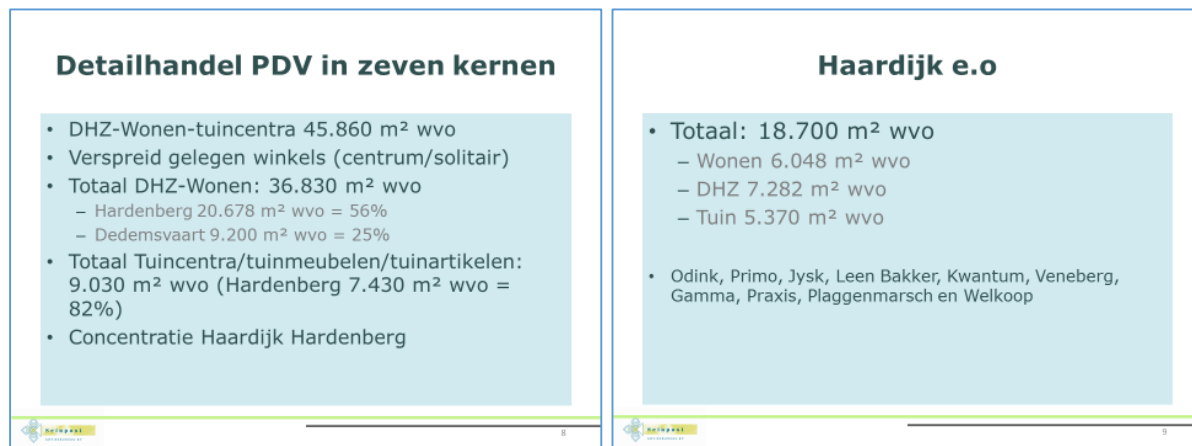 Detailhandel PDV in zeven kernen
• DHZ-Wonen-tuincentra 45.860 m² wvo
• Verspreid gelegen winkels (centrum/solitair)
• Totaal DHZ-Wonen: 36.830 m² wvo
– Hardenberg 20.678 m² wvo = 56%
– Dedemsvaart 9.200 m² wvo = 25%
• Totaal Tuincentra/tuinmeubelen/tuinartikelen:
9.030 m² wvo (Hardenberg 7.430 m² wvo =
82%)
• Concentratie Haardijk Hardenberg
8
Haardijk e.o
• Totaal: 18.700 m² wvo
– Wonen 6.048 m² wvo
– DHZ 7.282 m² wvo
– Tuin 5.370 m² wvo
• Odink, Primo, Jysk, Leen Bakker, Kwantum, Veneberg,
Gamma, Praxis, Plaggenmarsch en Welkoop
9